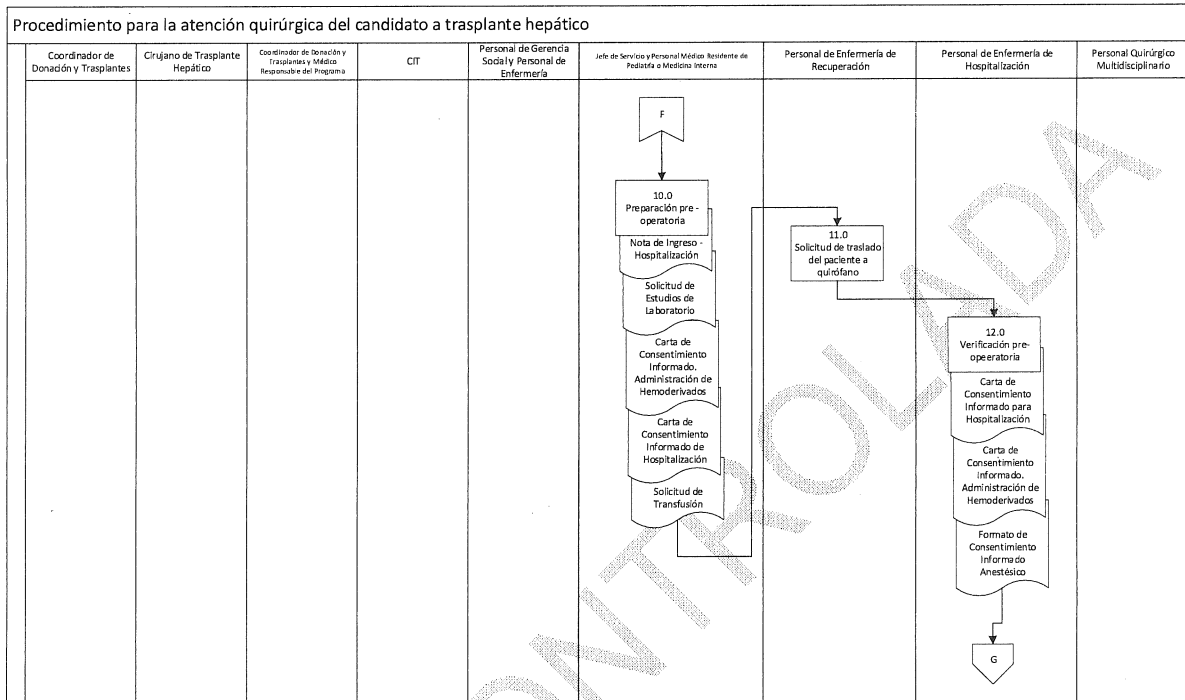 Procedimiento para la atención quirúrgica del candidato a trasplante hepático
Coordinador de
Donación y Trasplantes
Cirujano de Trasplante
Hepático
Coordinador de Donación y
Trasplantes y Médico
Responsable del Programa
CIT
Personal de Gerencia
Social y Personal de
Enfermería
Jefe de Servicio y Personal Médico Residente de
Pediatría o Medicina Interna
Personal de Enfermería de
Recuperación
Personal de Enfermería de
Hospitalización
Personal Quirúrgico
Multidisciplinario
F
10.0
Preparación pre -
operatoria
Nota de Ingreso -
Hospitalización
Solicitud de
Estudios de
Laboratorio
Carta de
Consentimiento
Informado.
Administración de
Hemoderivados
Carta de
Consentimiento
Informado de
Hospitalización
Solicitud de
Transfusión
11.0
Solicitud de traslado
del paciente a
quirófano
12.0
Verificación pre-
opeeratoria
Carta de
Consentimiento
Informado para
Hospitalización
Carta de
Consentimiento
Informado.
Administración de
Hemoderivados
Formato de
Consentimiento
Informado
Anestésico
G
ONTROLADA